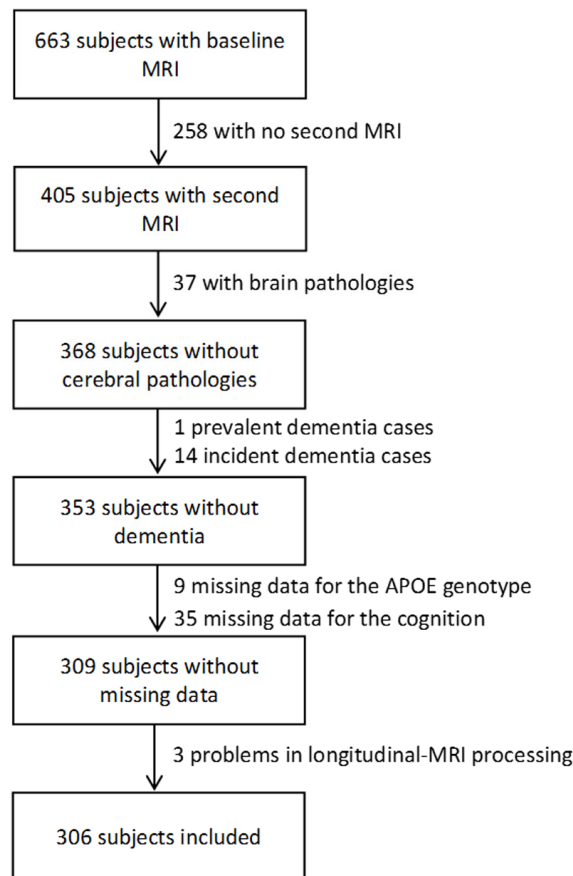 663 subjects with baseline
MRI
258 with no second MRI
405 subjects with second
MRI
37 with brain pathologies
368 subjects without
cerebral pathologies
1 prevalent dementia cases
14 incident dementia cases
353 subjects without
dementia
9 missing data for the APOE genotype
35 missing data for the cognition
309 subjects without
missing data
3 problems in longitudinal-MRI processing
306 subjects included